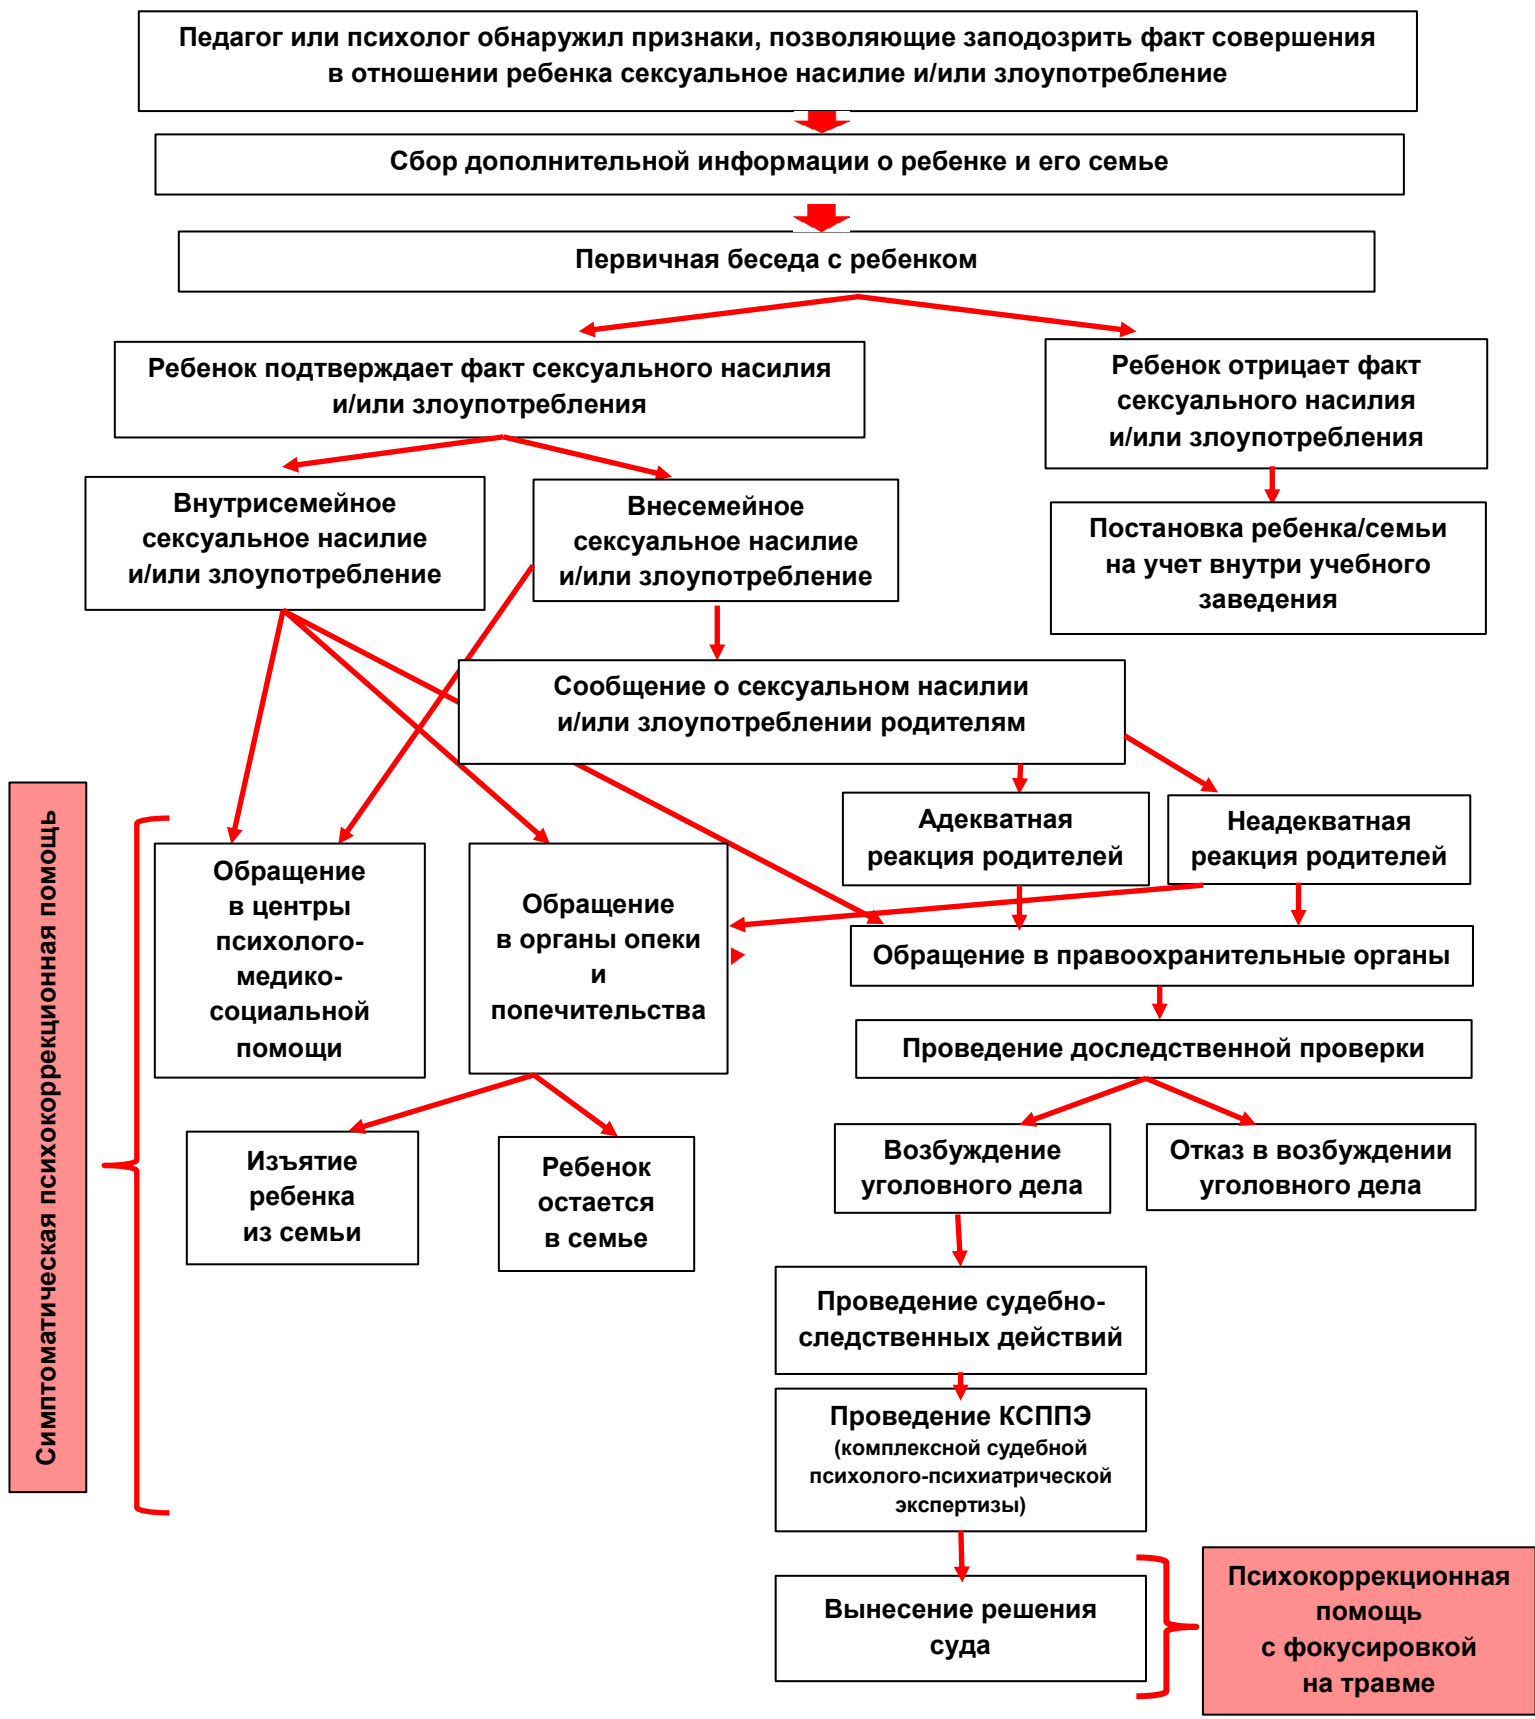 Педагог или психолог обнаружил признаки, позволяющие заподозрить факт совершения
в отношении ребенка сексуальное насилие и/или злоупотребление
Сбор дополнительной информации о ребенке и его семье
Первичная беседа с ребенком
Ребенок подтверждает факт сексуального насилия
и/или злоупотребления
Ребенок отрицает факт
сексуального насилия
и/или злоупотребления
Внутрисемейное
сексуальное насилие
и/или злоупотребление
Внесемейное
сексуальное насилие
и/или злоупотребление
Постановка ребенка/семьи
на учет внутри учебного
заведения
Сообщение о сексуальном насилии
и/или злоупотреблении родителям
Адекватная
реакция родителей
Неадекватная
реакция родителей
Симптоматическая психокоррекционная помощь
Обращение
в центры
психолого-
медико-
социальной
помощи
Обращение
в органы опеки
и
попечительства
Обращение в правоохранительные органы
Проведение доследственной проверки
Изъятие
ребенка
из семьи
Ребенок
остается
в семье
Возбуждение
уголовного дела
Отказ в возбуждении
уголовного дела
Проведение судебно-
следственных действий
Проведение КСППЭ
(комплексной судебной
психолого-психиатрической
экспертизы)
Вынесение решения
суда
Психокоррекционная
помощь
с фокусировкой
на травме